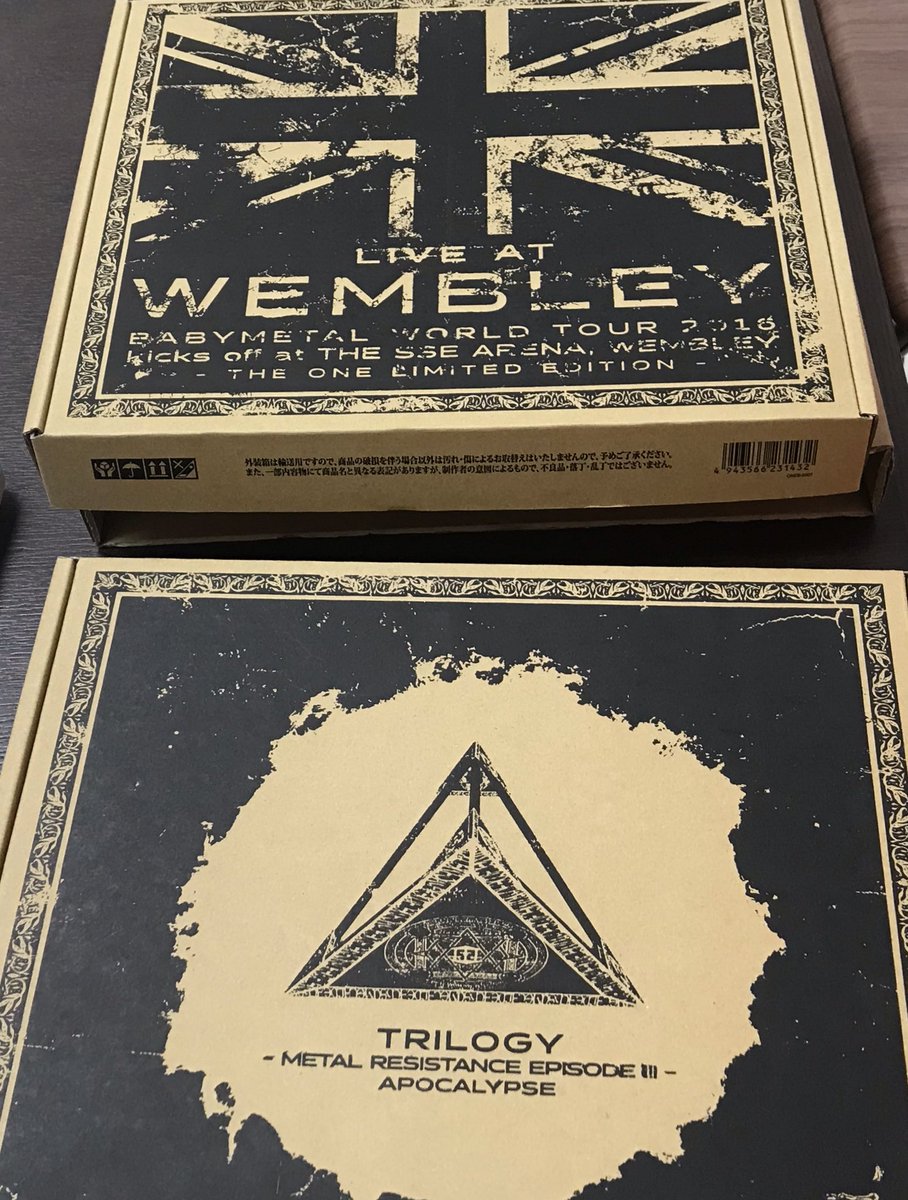 LIVE AT
WEMBLEY
BABYMETAL WORLD TOUR 2016
kicks off at THE SSE ARENA, WEMBLEY
- THE ONE LIMITED EDITION -
外装箱は輸送用ですので、商品の破損を伴う場合以外は汚れ・傷によるお取替えはいたしませんので、予めご了承ください。
また、一部内容物にて商品名と異なる表記がありますが、制作者の意図によるもので、不良品・落丁・乱丁ではございません。
4 943566 231432
TRILOGY
- METAL RESISTANCE EPISODE III -
APOCALYPSE